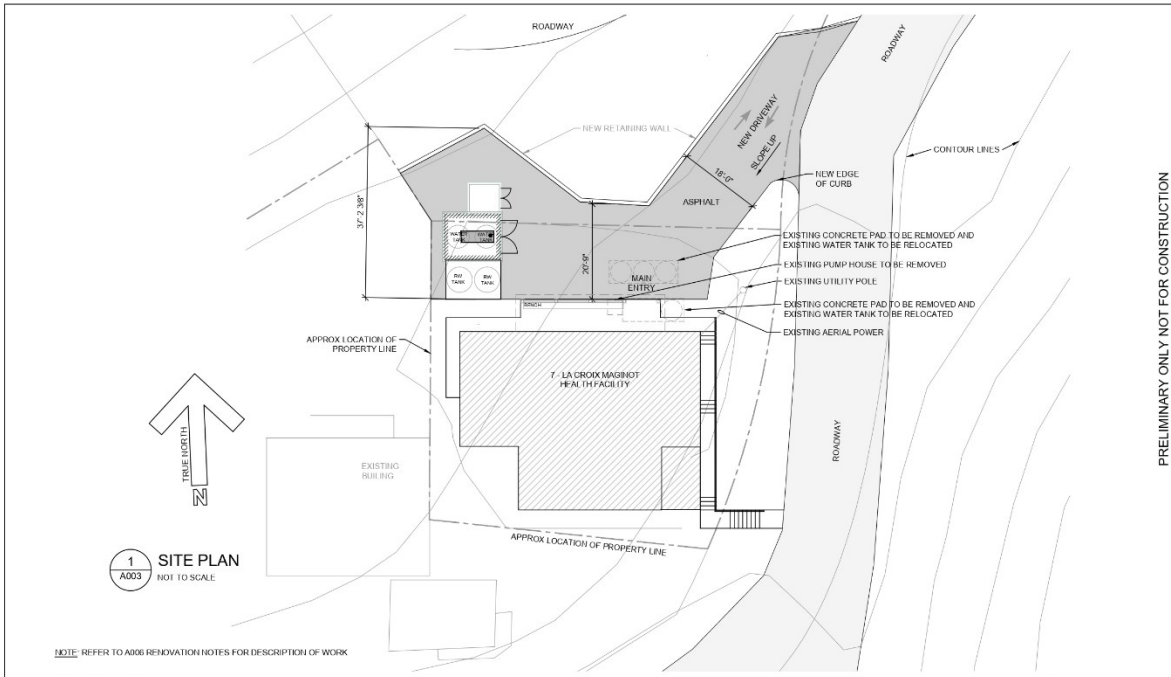 ROADWAY
ROADWAY
NEW RETAINING WALL
NEW DRIVEWAY
SLOPE UP
18'-0"
CONTOUR LINES
NEW EDGE
OF CURB
37'-2 3/8"
ASPHALT
WATER
TANK
WATER
TANK
20'-9"
EXISTING CONCRETE PAD TO BE REMOVED AND
EXISTING WATER TANK TO BE RELOCATED
EXISTING PUMP HOUSE TO BE REMOVED
RW
TANK
RW
TANK
MAIN
ENTRY
EXISTING UTILITY POLE
BENCH
EXISTING CONCRETE PAD TO BE REMOVED AND
EXISTING WATER TANK TO BE RELOCATED
EXISTING AERIAL POWER
APPROX LOCATION OF
PROPERTY LINE
7 - LA CROIX MAGINOT
HEALTH FACILITY
TRUE NORTH
N
EXISTING
BUILING
ROADWAY
APPROX LOCATION OF PROPERTY LINE
1
A003
SITE PLAN
NOT TO SCALE
NOTE: REFER TO A006 RENOVATION NOTES FOR DESCRIPTION OF WORK
PRELIMINARY ONLY NOT FOR CONSTRUCTION